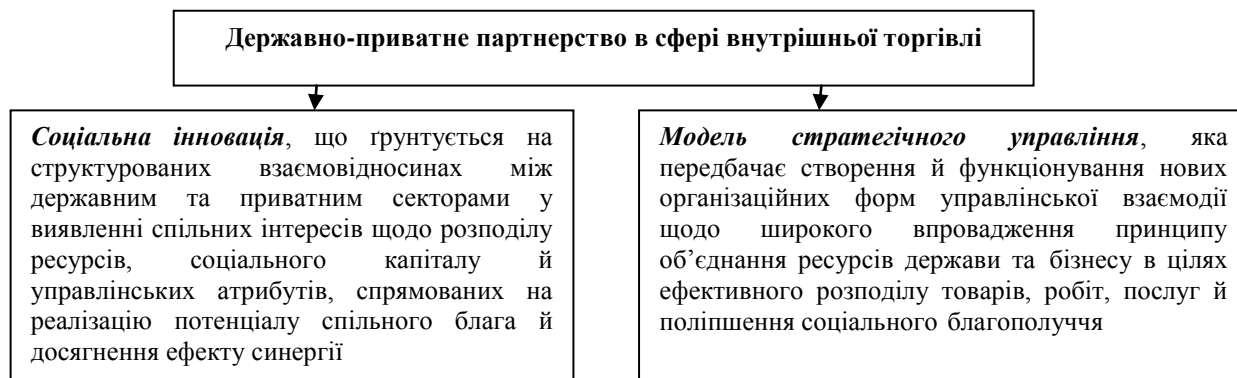 Державно-приватне партнерство в сфері внутрішньої торгівлі
Соціальна інновація, що ґрунтується на
структурованих взаємовідносинах між
державним та приватним секторами у
виявленні спільних інтересів щодо розподілу
ресурсів, соціального капіталу й
управлінських атрибутів, спрямованих на
реалізацію потенціалу спільного блага й
досягнення ефекту синергії
Модель стратегічного управління, яка
передбачає створення й функціонування нових
організаційних форм управлінської взаємодії
щодо широкого впровадження принципу
об’єднання ресурсів держави та бізнесу в цілях
ефективного розподілу товарів, робіт, послуг й
поліпшення соціального благополуччя